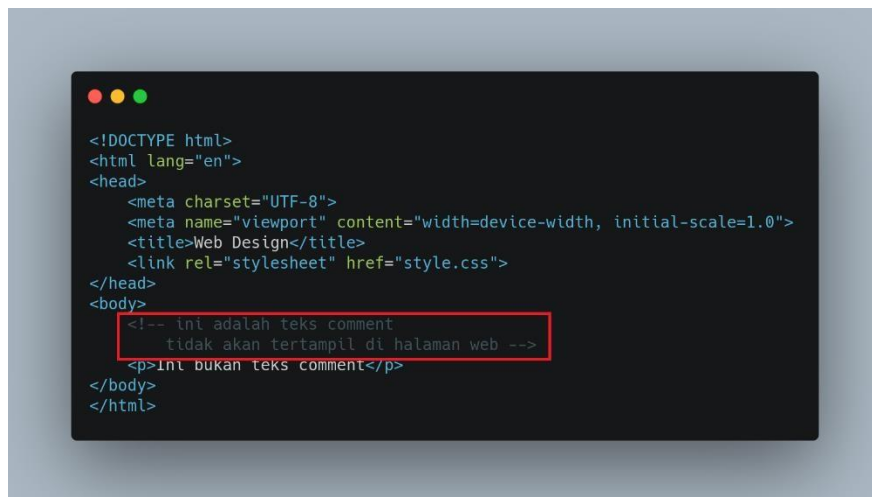 <!DOCTYPE html>
<html lang="en">
<head>
    <meta charset="UTF-8">
    <meta name="viewport" content="width=device-width, initial-scale=1.0">
    <title>Web Design</title>
    <link rel="stylesheet" href="style.css">
</head>
<body>
    <!-- ini adalah teks comment
        tidak akan tertampil di halaman web -->
    <p>Ini bukan teks comment</p>
</body>
</html>